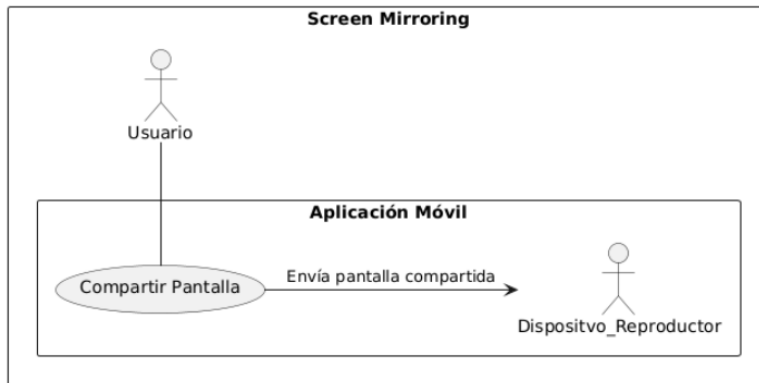 Screen Mirroring
Usuario
Aplicación Móvil
Compartir Pantalla
Envía pantalla compartida
Dispositvo_Reproductor